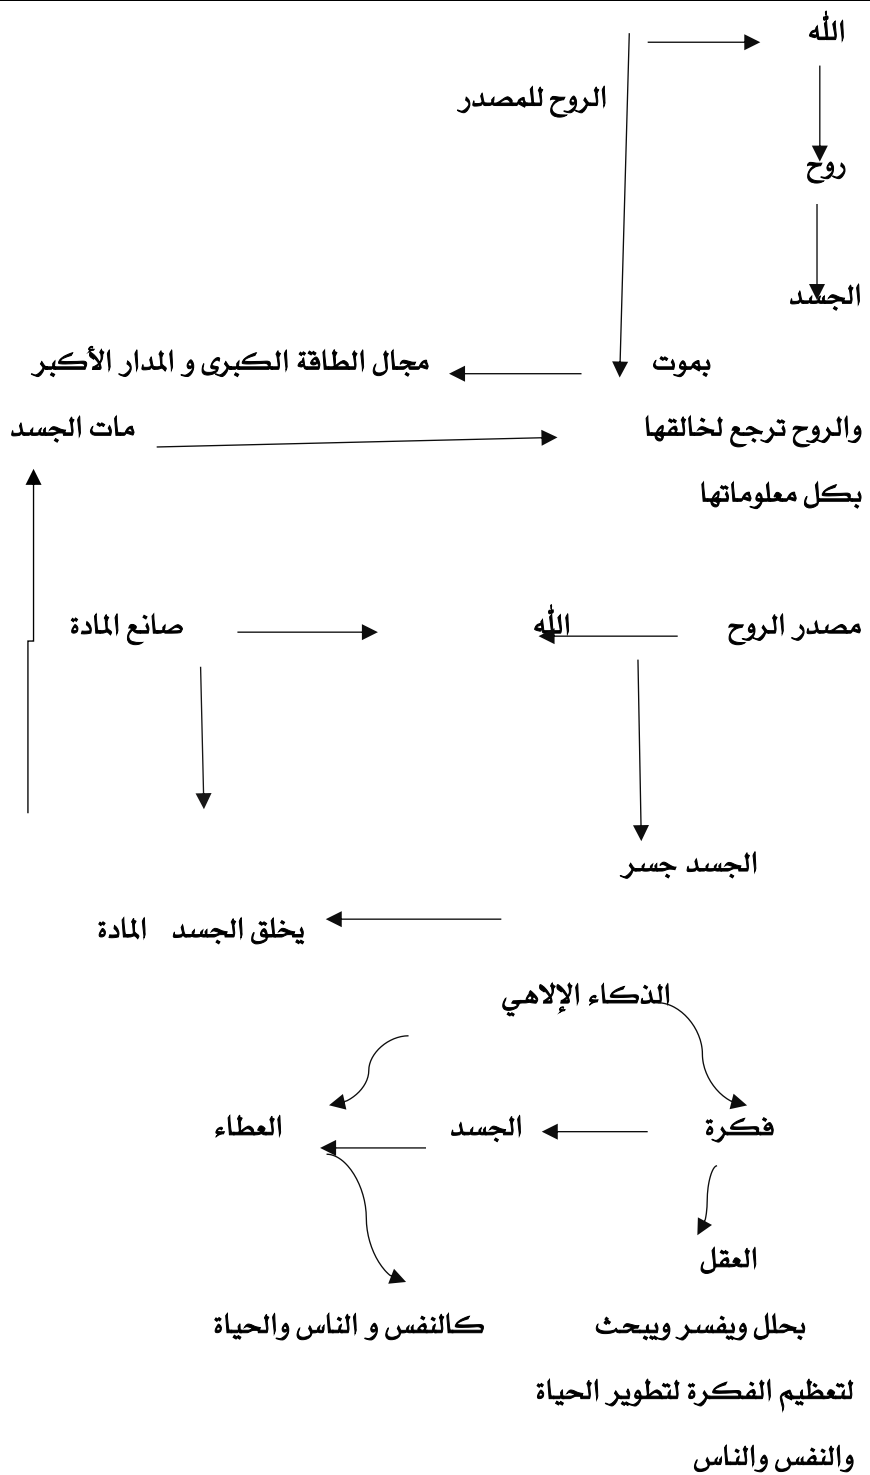 الله
الروح للمصدر
روح
الجسد
بموت مجال الطاقة الكبرى و المدار الأكبر
والروح ترجع لخالقها مات الجسد
بكل معلوماتها
مصدر الروح الله صانع المادة
الجسد جسر
يخلق الجسد المادة
الذكاء الإلاهي
فكرة الجسد العطاء
العقل
بحلل ويفسر ويبحث كالنفس و الناس والحياة
لتعظيم الفكرة لتطوير الحياة
والنفس والناس